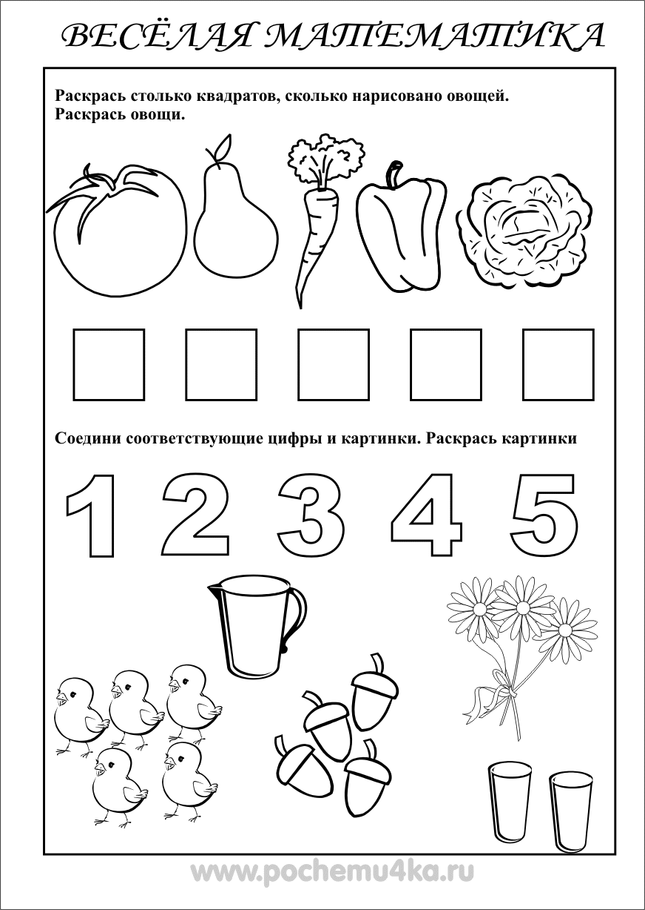 ВЕСЁЛАЯ МАТЕМАТИКА
Раскрась столько квадратов, сколько нарисовано овощей.
Раскрась овощи.
Соедини соответствующие цифры и картинки. Раскрась картинки
1 2 3 4 5
www.pochemu4ka.ru